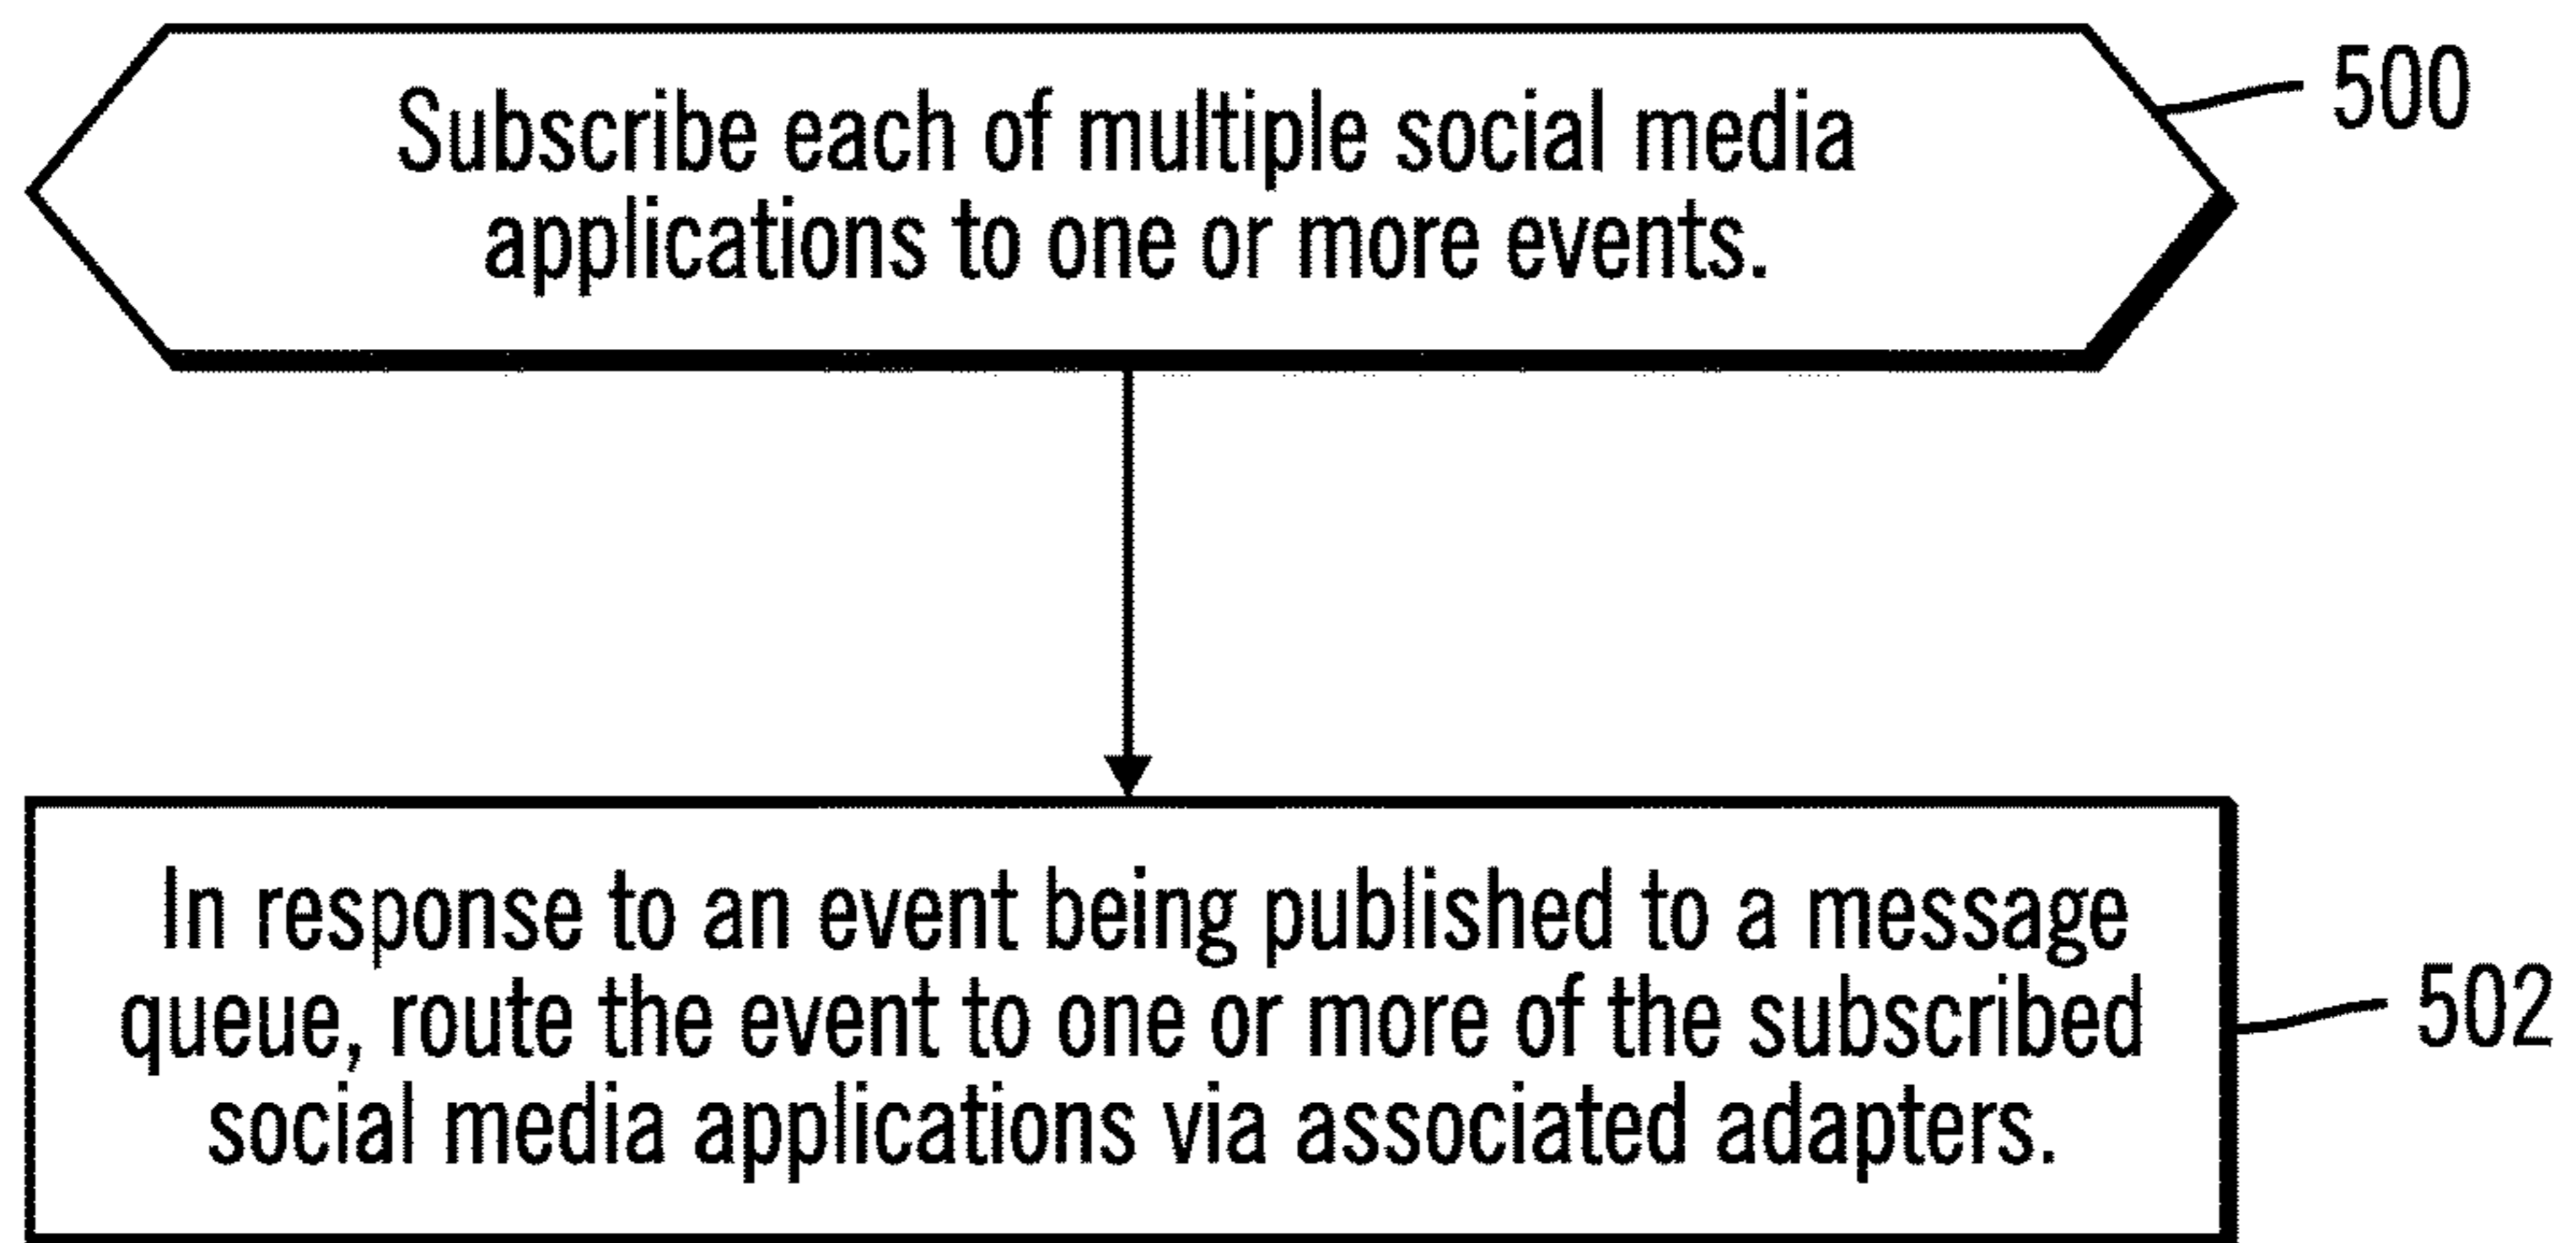 Subscribe each of multiple social media
applications to one or more events.
500
In response to an event being published to a message
queue, route the event to one or more of the subscribed
social media applications via associated adapters.
502